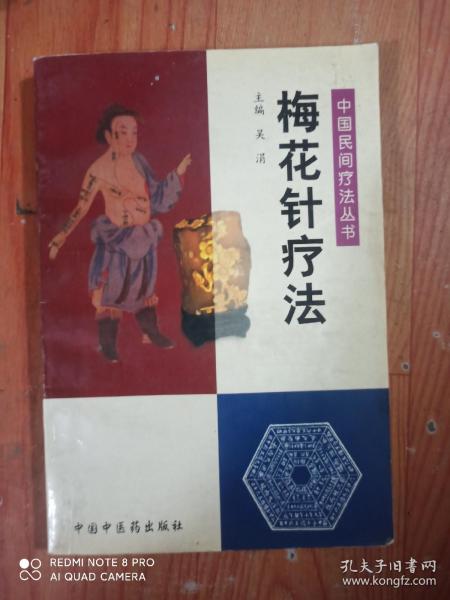 中国民间疗法丛书
梅花针疗法
主编 吴涓
中国中医药出版社
REDMI NOTE 8 PRO
AI QUAD CAMERA
孔夫子旧书网
www.kongfz.com